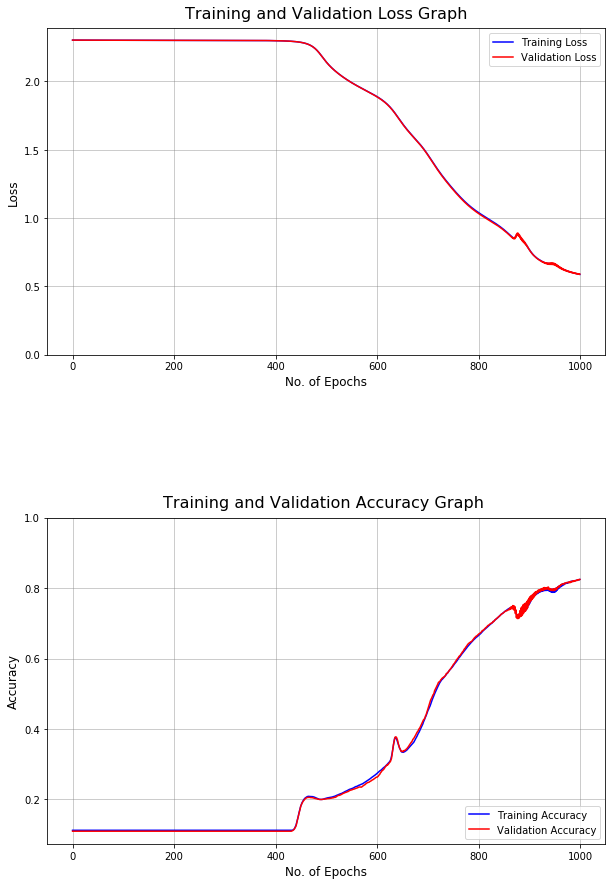 Training and Validation Loss Graph
Training Loss
Validation Loss
2.0
1.5
1.0
0.5
0.0
Loss
0 200 400 600 800 1000
No. of Epochs
Training and Validation Accuracy Graph
1.0
0.8
0.6
0.4
0.2
Accuracy
Training Accuracy
Validation Accuracy
0 200 400 600 800 1000
No. of Epochs